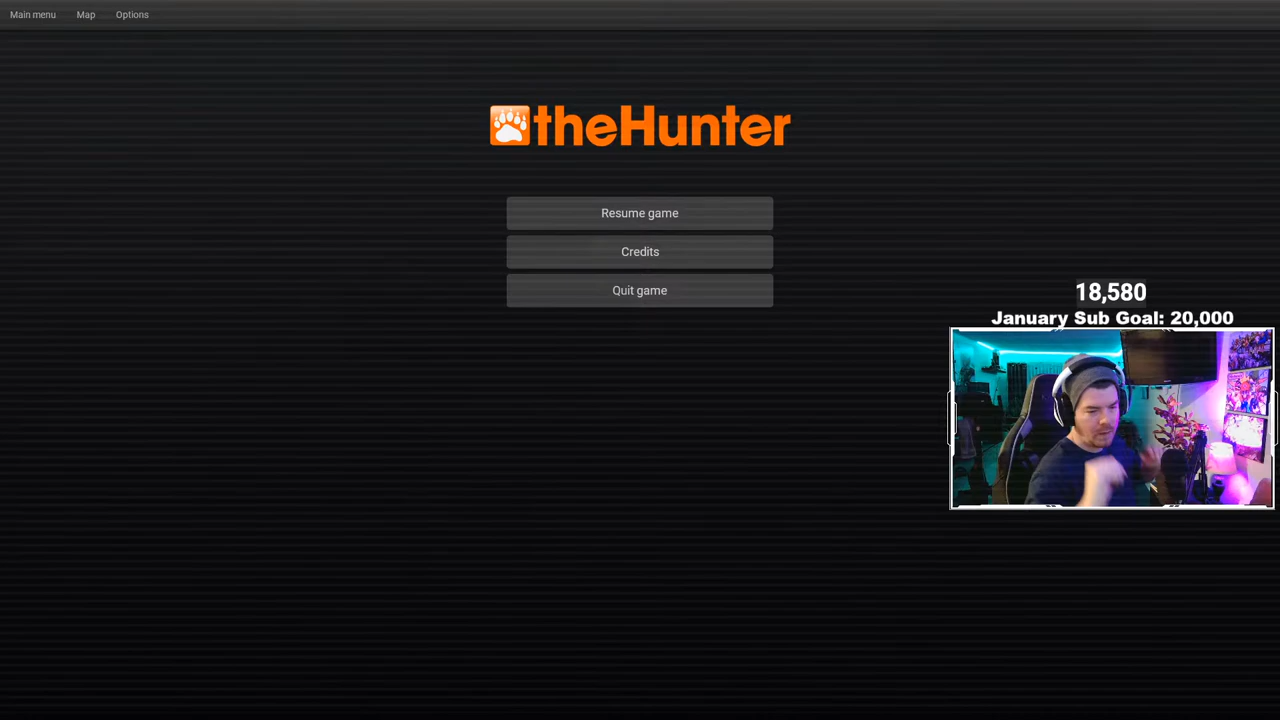 Main menu Map Options
theHunter
Resume game
Credits
Quit game
18,580
January Sub Goal: 20,000